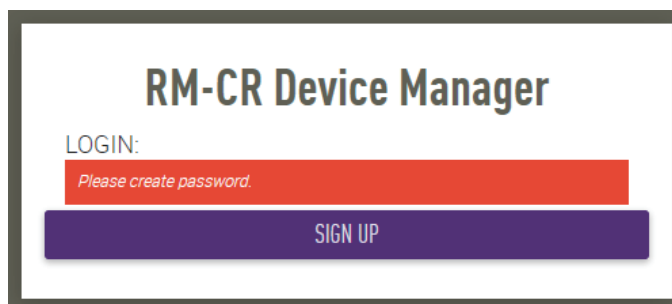 RM-CR Device Manager
LOGIN:
Please create password.
SIGN UP